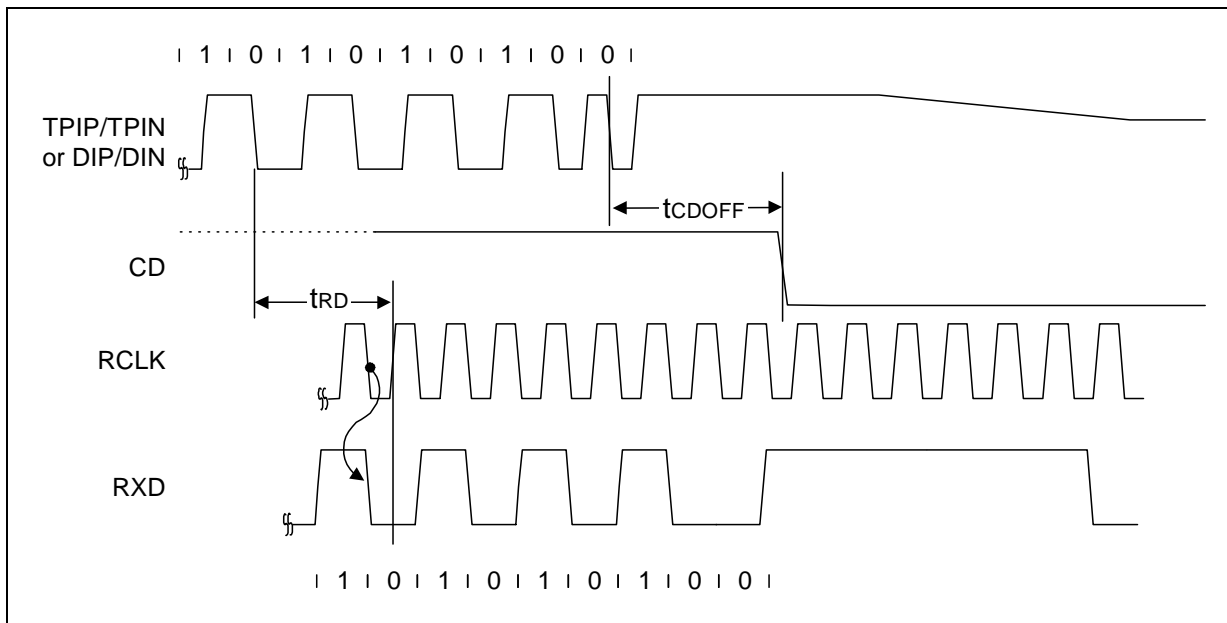 1 0 1 0 1 0 1 0 0
TPIP/TPIN
or DIP/DIN
tCDOFF
CD
tRD
RCLK
RXD
1 0 1 0 1 0 1 0 0